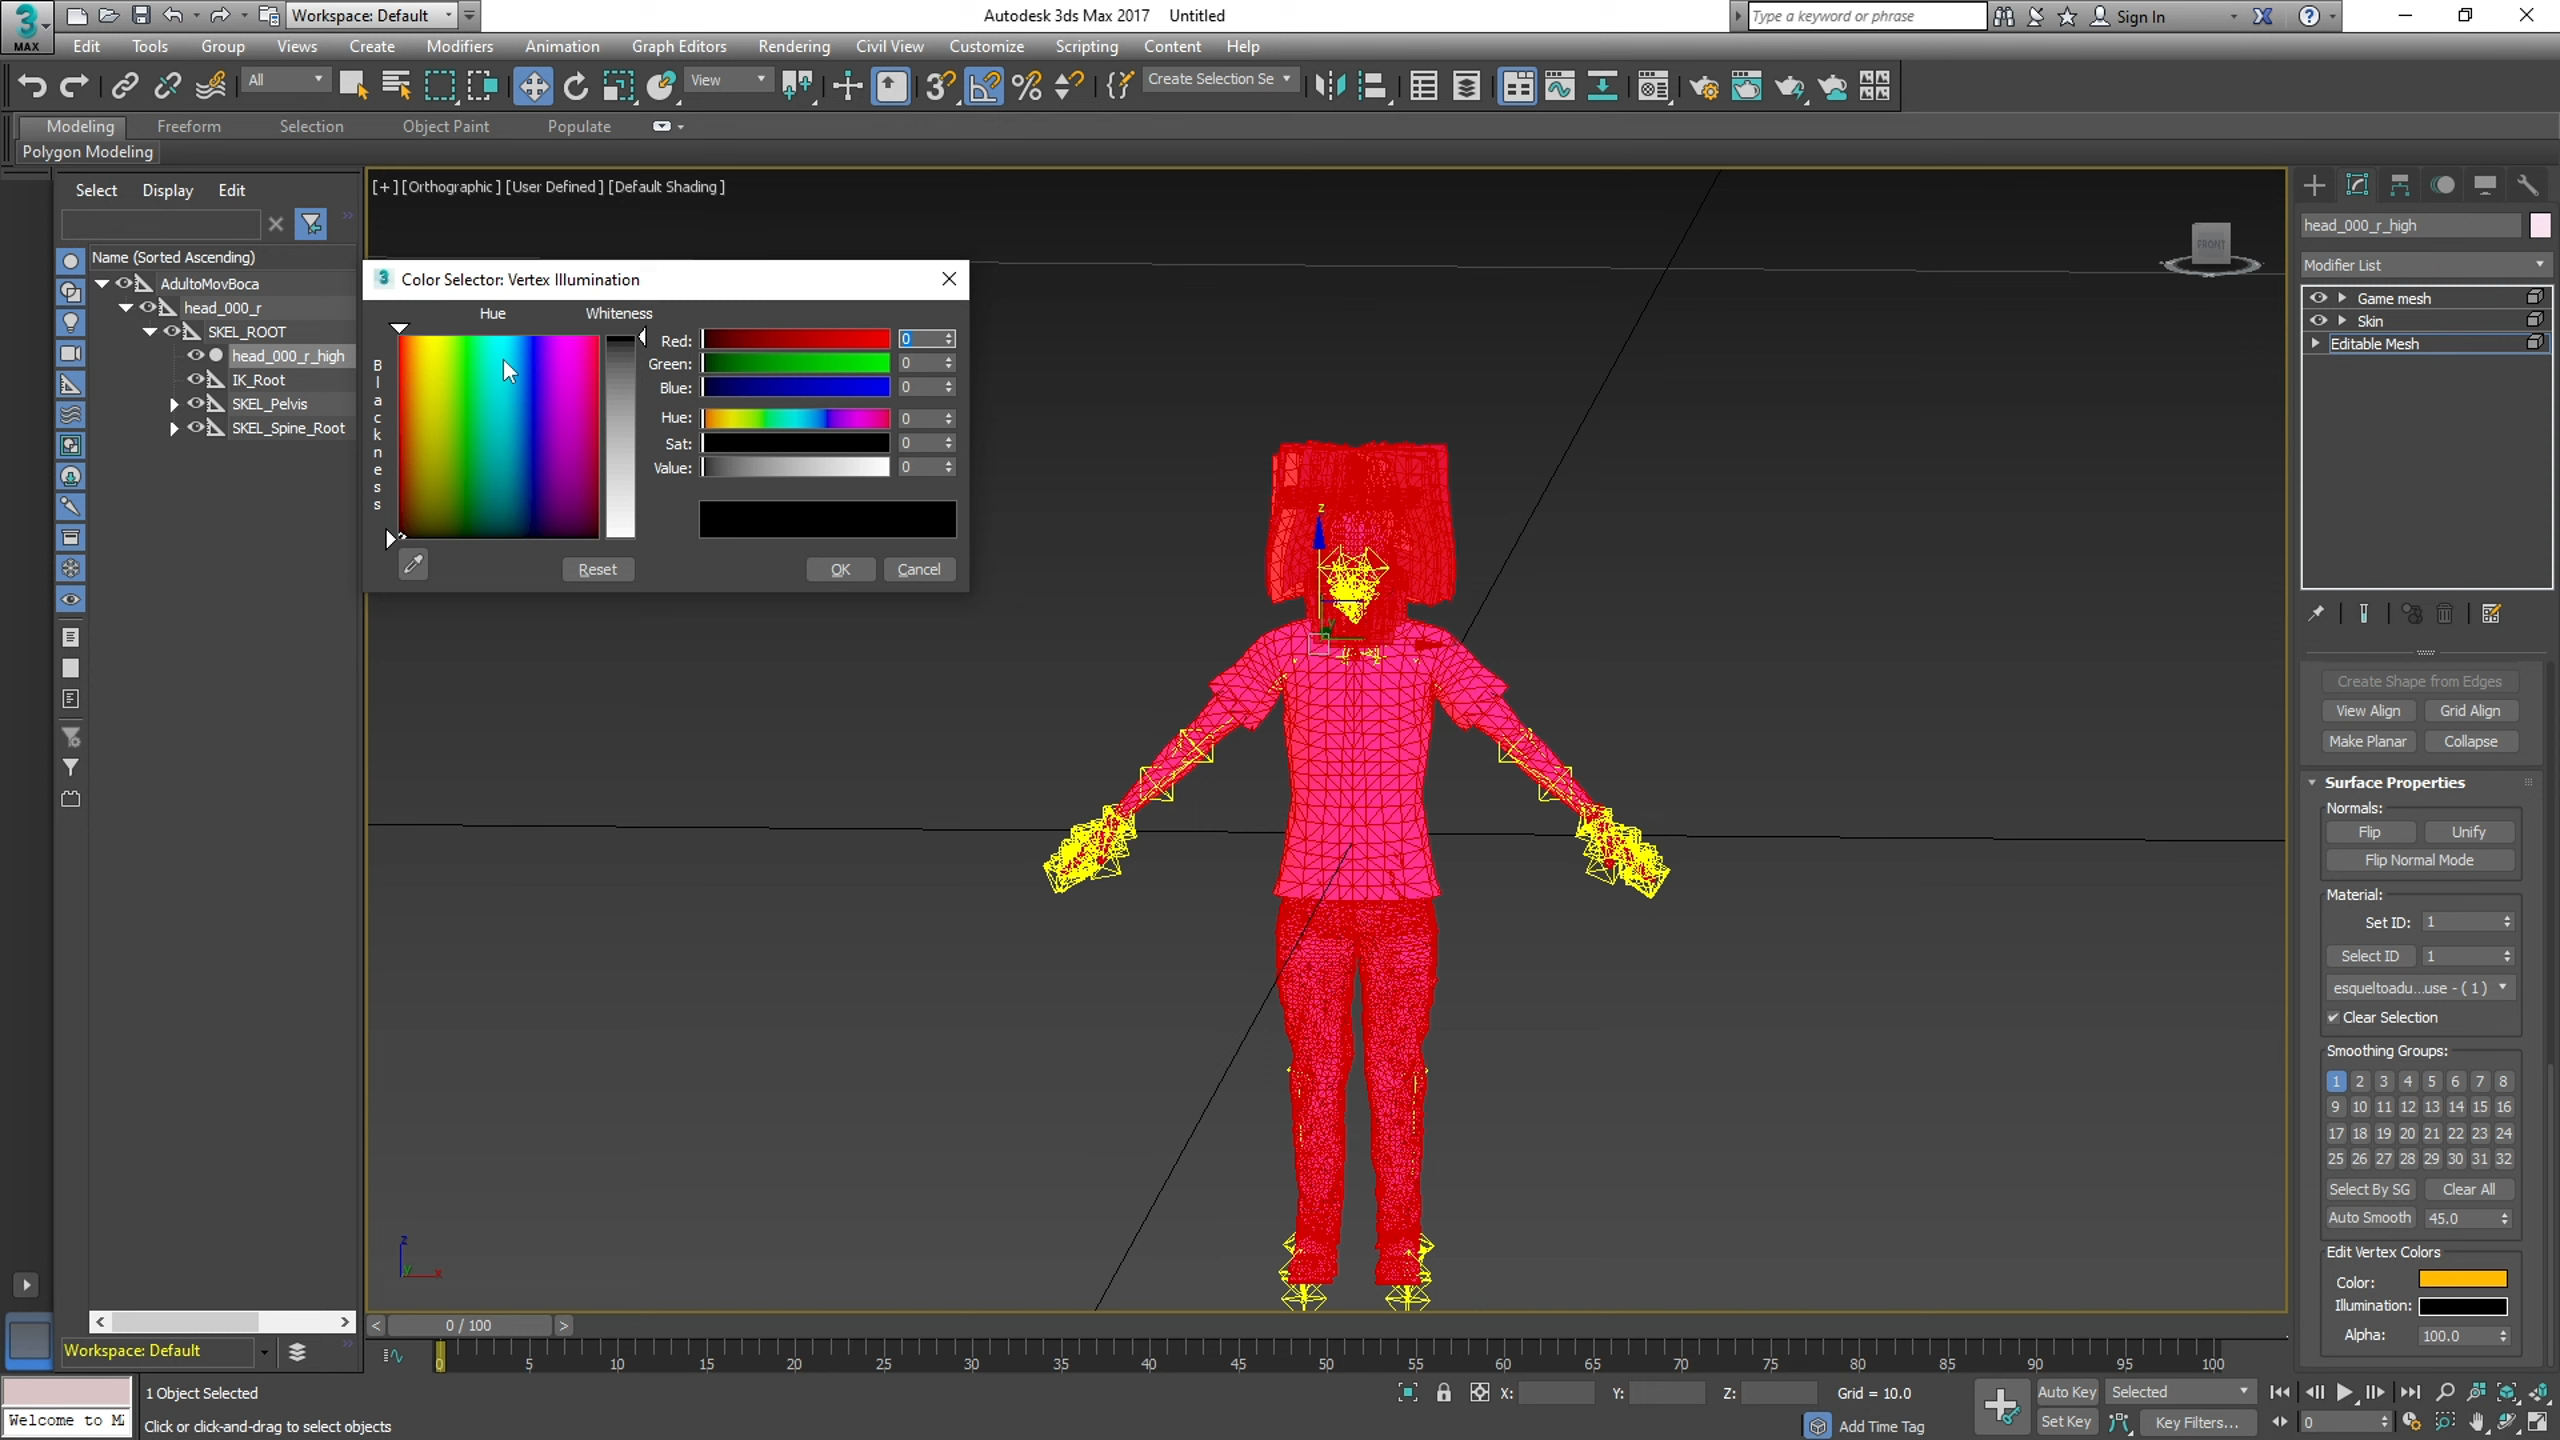 Workspace: Default
Autodesk 3ds Max 2017 Untitled
Type a keyword or phrase
Sign In
MAX
Edit Tools Group Views Create Modifiers Animation Graph Editors Rendering Civil View Customize Scripting Content Help
All
View
Create Selection Se
Modeling Freeform Selection Object Paint Populate
Polygon Modeling
Select Display Edit
Name (Sorted Ascending)
AdultoMovBoca
head_000_r
SKEL_ROOT
head_000_r_high
IK_Root
SKEL_Pelvis
SKEL_Spine_Root
[+] [Orthographic] [User Defined] [Default Shading]
FRONT
Color Selector: Vertex Illumination
Hue Whiteness
Blackness
Red: 0
Green: 0
Blue: 0
Hue: 0
Sat: 0
Value: 0
Reset OK Cancel
z
y
head_000_r_high
Modifier List
Game mesh
Skin
Editable Mesh
Create Shape from Edges
View Align Grid Align
Make Planar Collapse
Surface Properties
Normals:
Flip Unify
Flip Normal Mode
Material:
Set ID: 1
Select ID 1
esqueltoadu...use - ( 1 )
Clear Selection
Smoothing Groups:
1 2 3 4 5 6 7 8
9 10 11 12 13 14 15 16
17 18 19 20 21 22 23 24
25 26 27 28 29 30 31 32
Select By SG Clear All
Auto Smooth 45.0
Edit Vertex Colors
Color:
Illumination:
Alpha: 100.0
z
y x
0 / 100
Workspace: Default
0 5 10 15 20 25 30 35 40 45 50 55 60 65 70 75 80 85 90 95 100
1 Object Selected
X: Y: Z: Grid = 10.0
Auto Key Selected
Welcome to M
Click or click-and-drag to select objects
Add Time Tag
Set Key Key Filters...
0